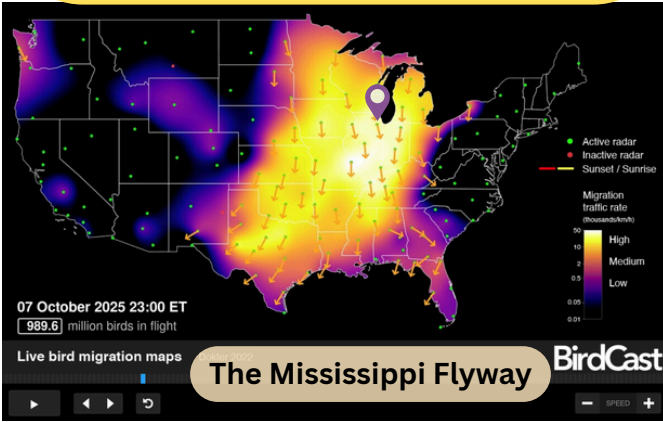 Active radar
Inactive radar
Sunset / Sunrise
Migration
traffic rate
(thousands/km/h)
50
10
2
0.5
0.05
0.01
High
Medium
Low
07 October 2025 23:00 ET
989.6 million birds in flight
Live bird migration maps Dokter 2022
BirdCast
The Mississippi Flyway
SPEED